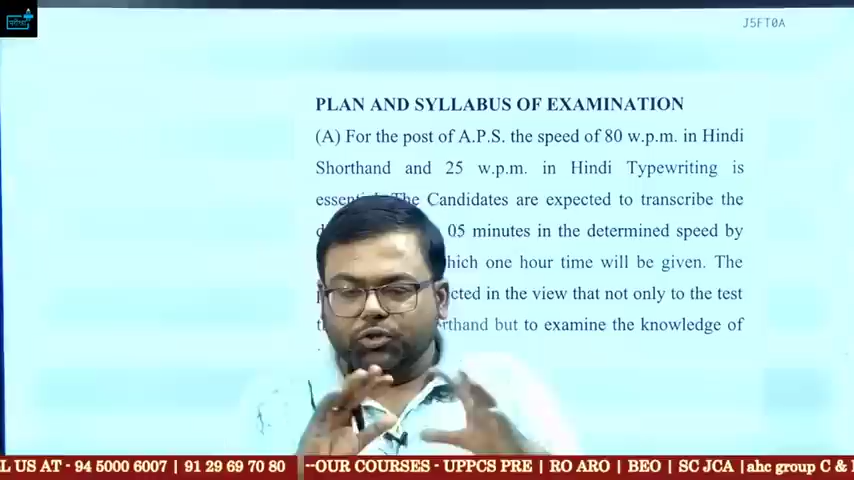 J5FT0A
PLAN AND SYLLABUS OF EXAMINATION
(A) For the post of A.P.S. the speed of 80 w.p.m. in Hindi
Shorthand and 25 w.p.m. in Hindi Typewriting is
The Candidates are expected to transcribe the
05 minutes in the determined speed by
which one hour time will be given. The
in the view that not only to the test
but to examine the knowledge of
US AT - 94 5000 6007 | 91 29 69 70 80 --OUR COURSES - UPPCS PRE | RO ARO | BEO | SC JCA | ahc group C &